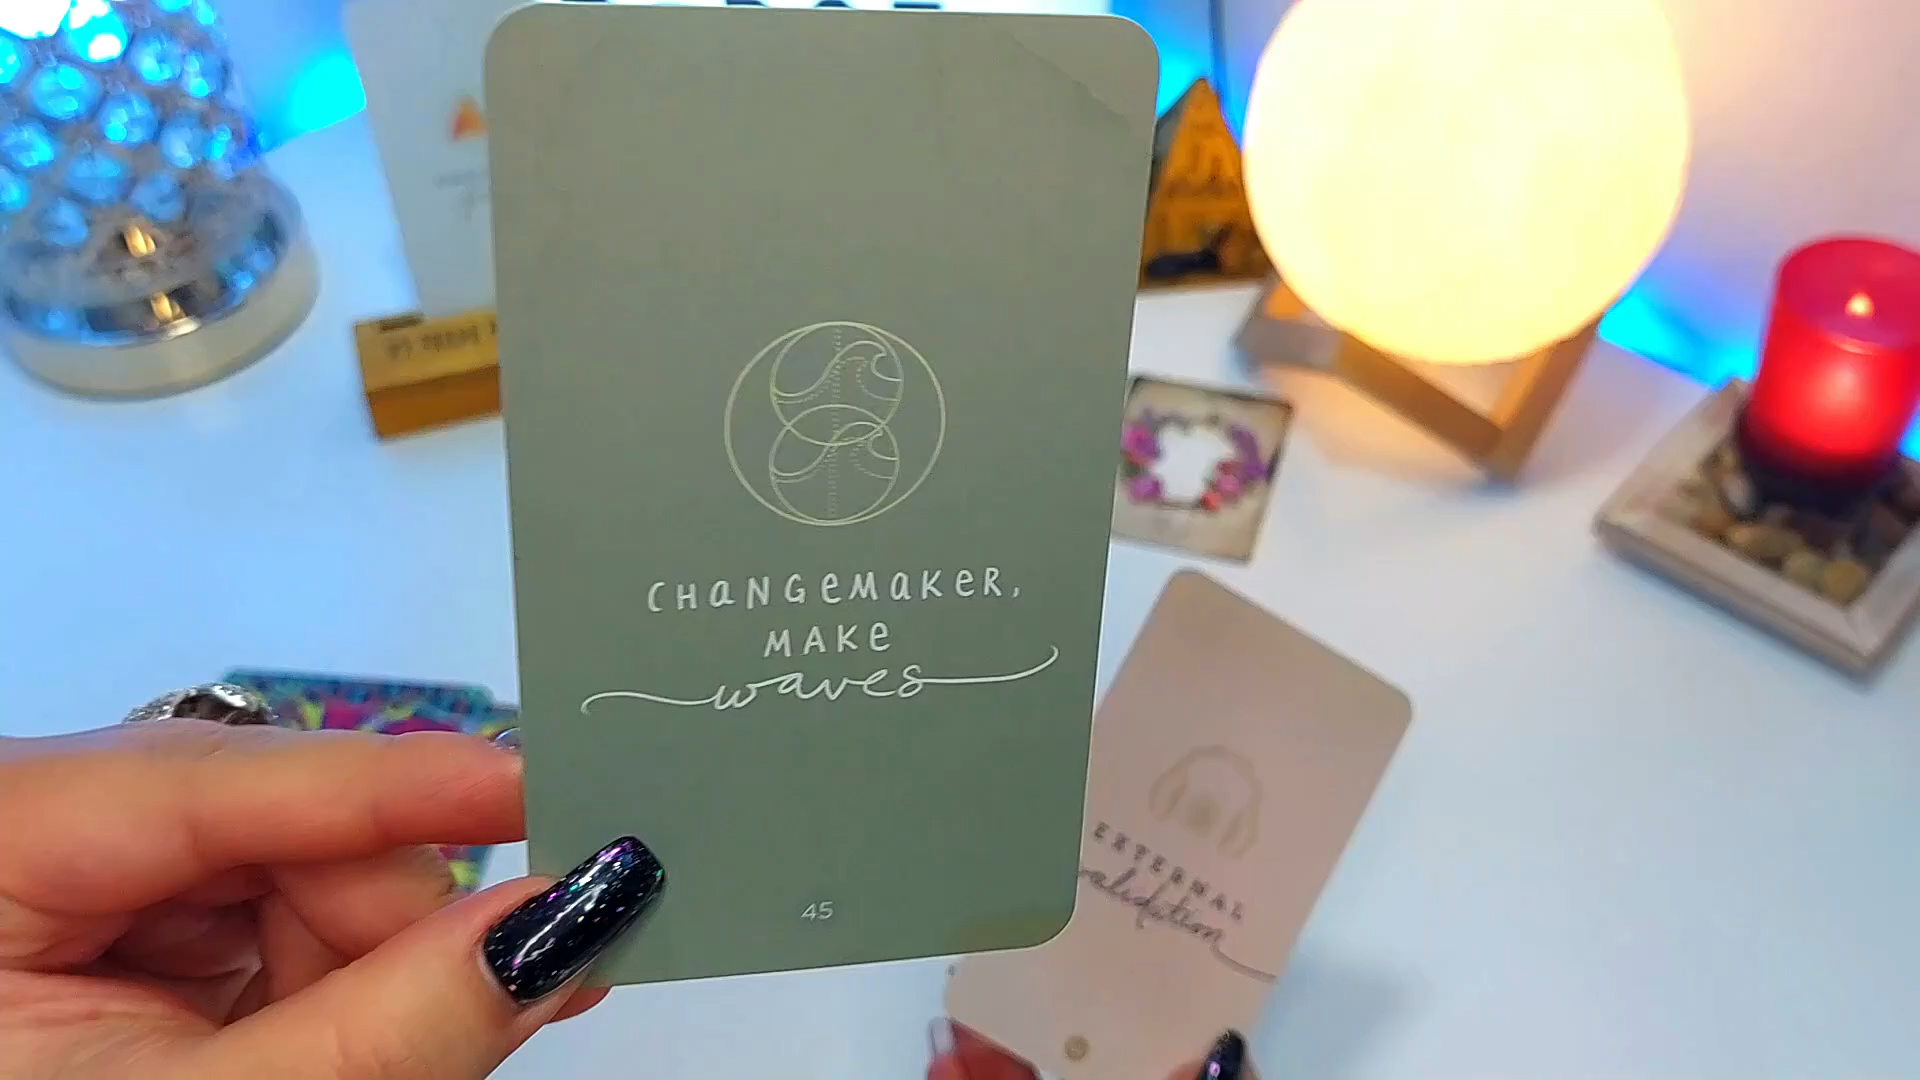 CHANGEMAKER,
MAKE
waves
45
EXTERNAL
validation